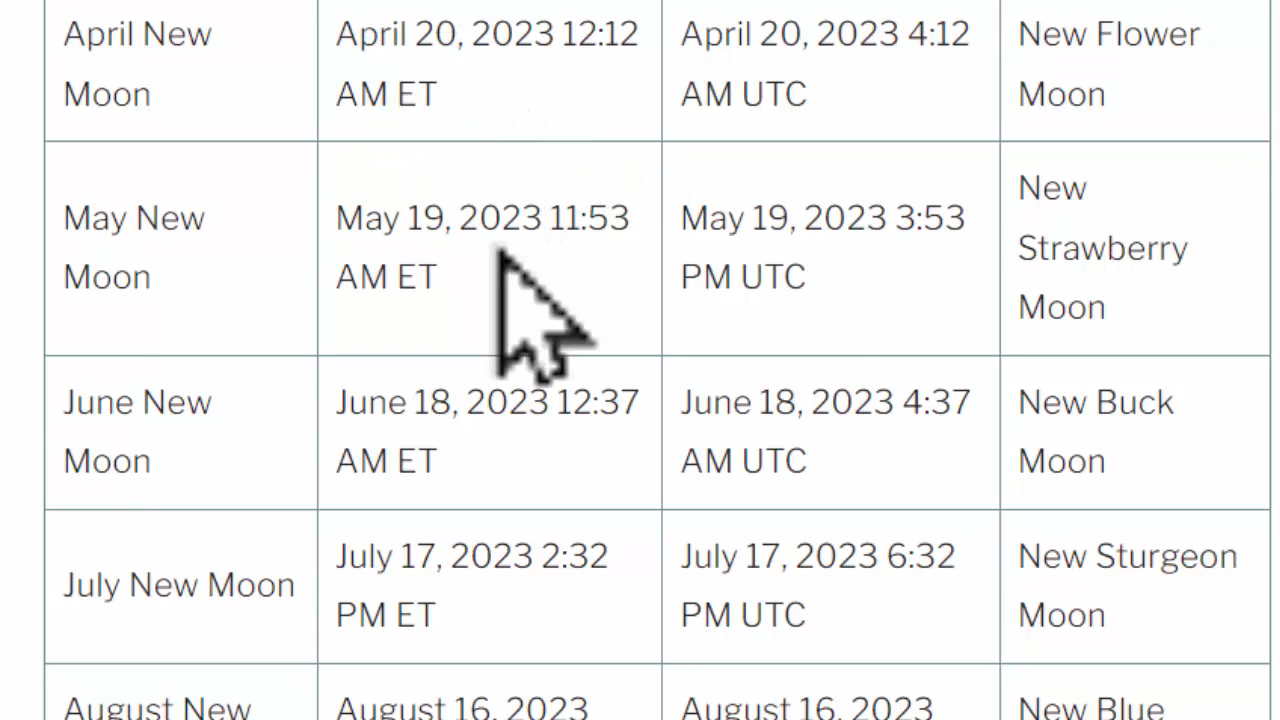 April New
Moon
April 20, 2023 12:12
AM ET
April 20, 2023 4:12
AM UTC
New Flower
Moon
May New
Moon
May 19, 2023 11:53
AM ET
May 19, 2023 3:53
PM UTC
New
Strawberry
Moon
June New
Moon
June 18, 2023 12:37
AM ET
June 18, 2023 4:37
AM UTC
New Buck
Moon
July New Moon
July 17, 2023 2:32
PM ET
July 17, 2023 6:32
PM UTC
New Sturgeon
Moon
August New
August 16, 2023
August 16, 2023
New Blue